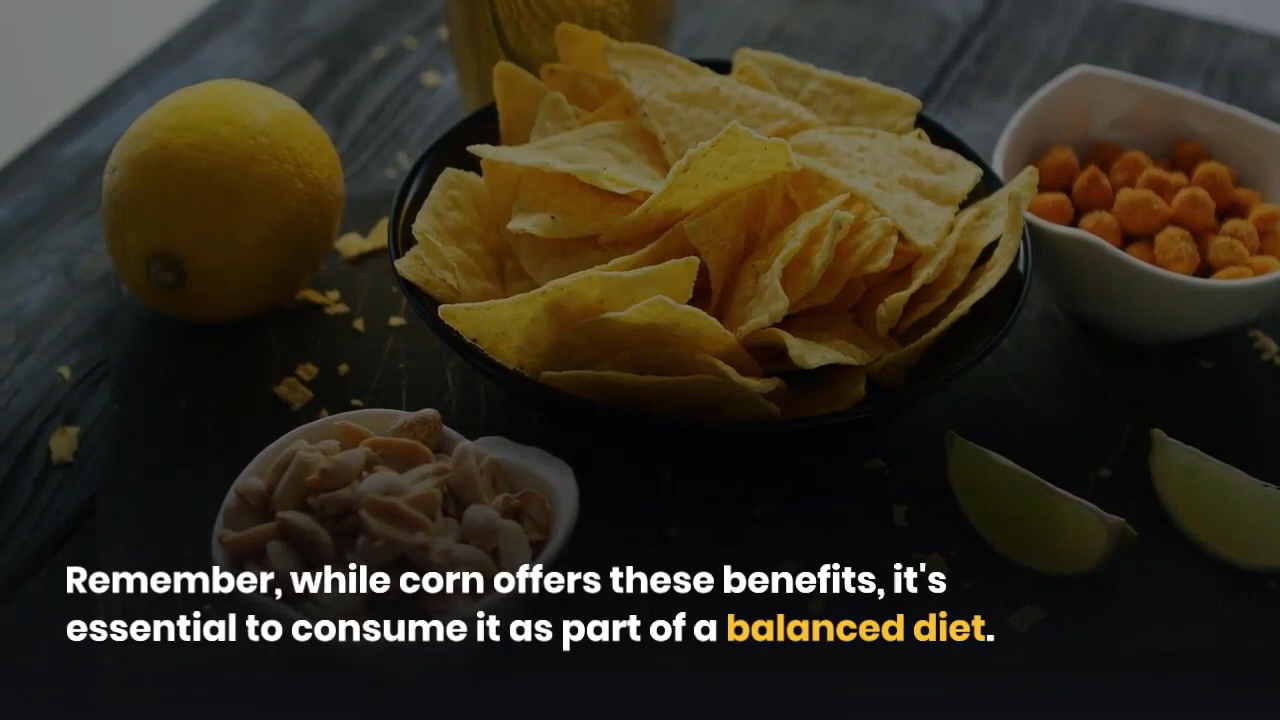 Remember, while corn offers these benefits, it's
essential to consume it as part of a balanced diet.